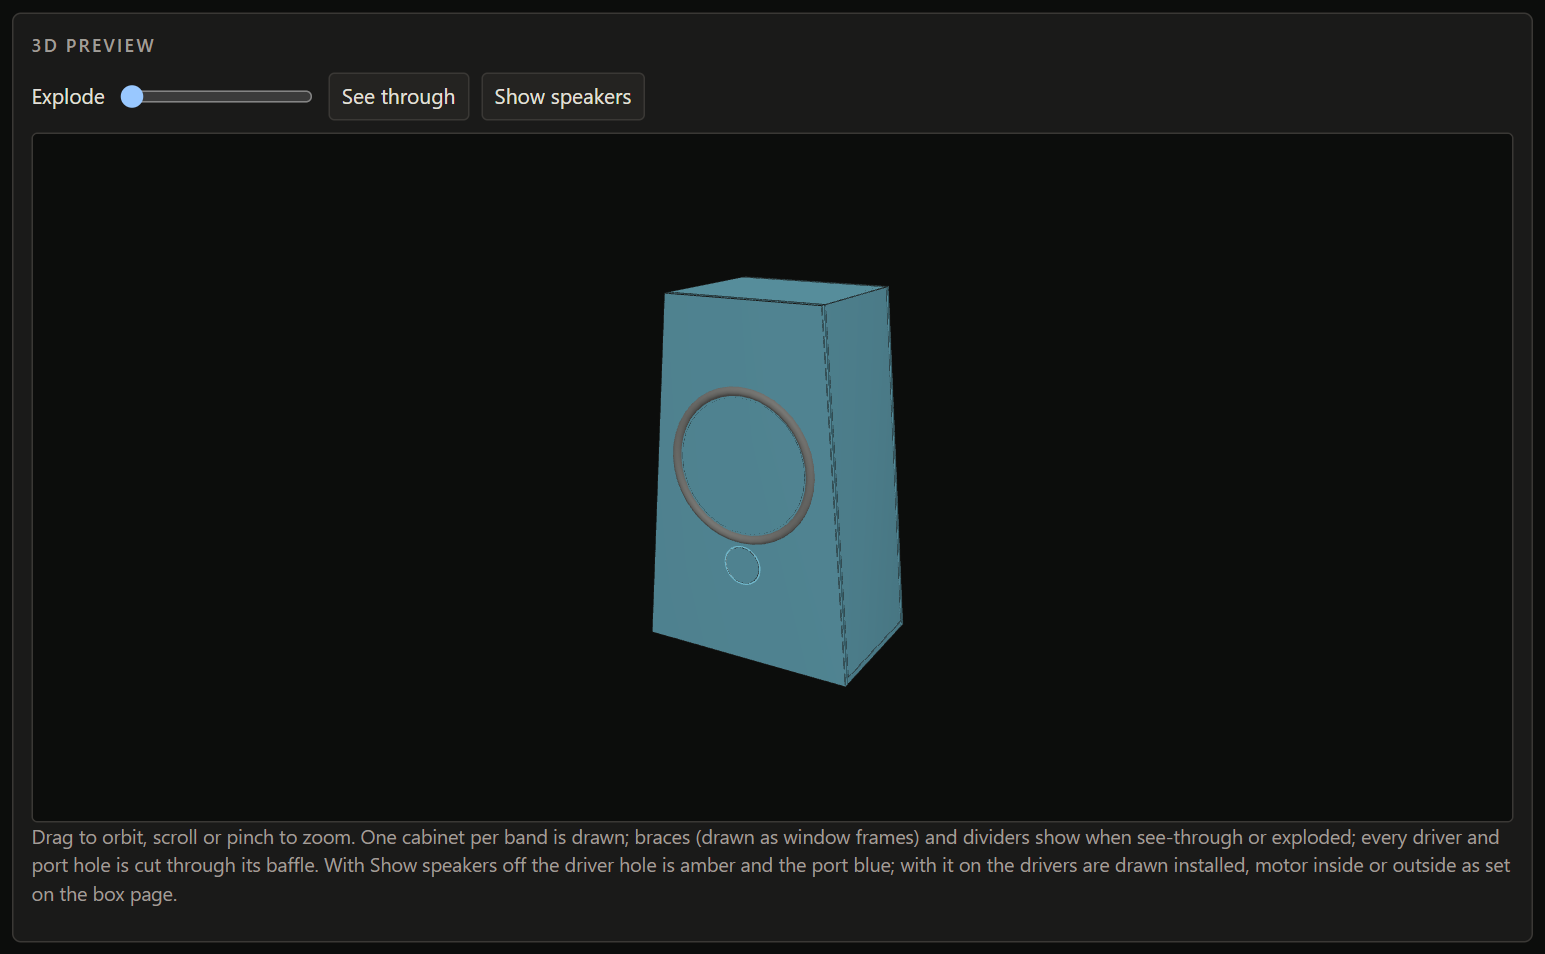 3D PREVIEW
Explode
See through
Show speakers
Drag to orbit, scroll or pinch to zoom. One cabinet per band is drawn; braces (drawn as window frames) and dividers show when see-through or exploded; every driver and
port hole is cut through its baffle. With Show speakers off the driver hole is amber and the port blue; with it on the drivers are drawn installed, motor inside or outside as set
on the box page.